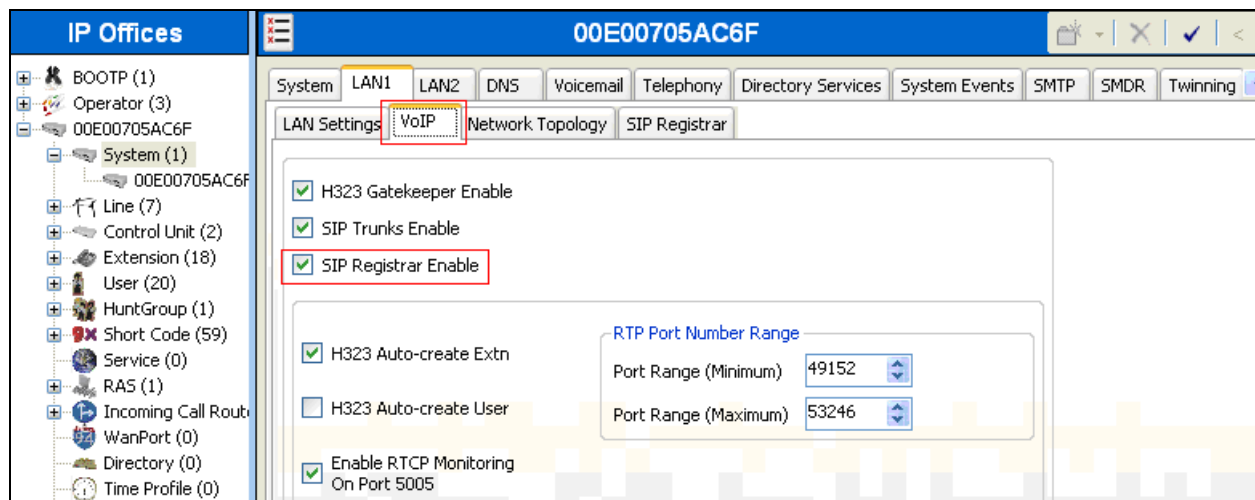 IP Offices
00E00705AC6F
BOOTP (1)
Operator (3)
00E00705AC6F
System (1)
00E00705AC6F
Line (7)
Control Unit (2)
Extension (18)
User (20)
HuntGroup (1)
Short Code (59)
Service (0)
RAS (1)
Incoming Call Rout
WanPort (0)
Directory (0)
Time Profile (0)
System LAN1 LAN2 DNS Voicemail Telephony Directory Services System Events SMTP SMDR Twinning
LAN Settings VoIP Network Topology SIP Registrar
H323 Gatekeeper Enable
SIP Trunks Enable
SIP Registrar Enable
H323 Auto-create Extn
H323 Auto-create User
Enable RTCP Monitoring
On Port 5005
RTP Port Number Range
Port Range (Minimum) 49152
Port Range (Maximum) 53246